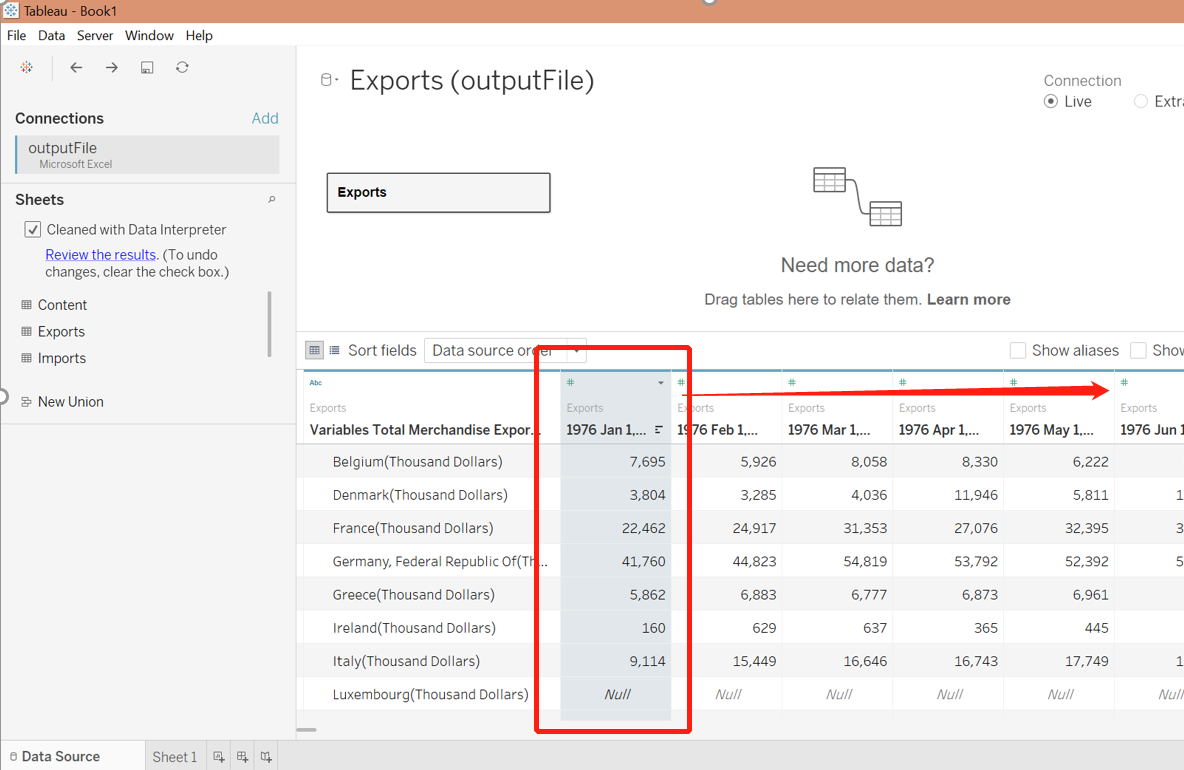 Tableau - Book1
File Data Server Window Help
Connections Add
outputFile
Microsoft Excel
Sheets
Cleaned with Data Interpreter
Review the results. (To undo
changes, clear the check box.)
Content
Exports
Imports
New Union
Exports (outputFile)
Connection
Live Extra
Exports
Need more data?
Drag tables here to relate them. Learn more
Sort fields Data source order Show aliases Show
Abc # # # # # #
Exports Exports Exports Exports Exports Exports Exports
Variables Total Merchandise Expor... 1976 Jan 1,... 1976 Feb 1,... 1976 Mar 1,... 1976 Apr 1,... 1976 May 1,... 1976 Jun 1
Belgium(Thousand Dollars) 7,695 5,926 8,058 8,330 6,222
Denmark(Thousand Dollars) 3,804 3,285 4,036 11,946 5,811 1
France(Thousand Dollars) 22,462 24,917 31,353 27,076 32,395 3
Germany, Federal Republic Of(Th... 41,760 44,823 54,819 53,792 52,392 5
Greece(Thousand Dollars) 5,862 6,883 6,777 6,873 6,961
Ireland(Thousand Dollars) 160 629 637 365 445
Italy(Thousand Dollars) 9,114 15,449 16,646 16,743 17,749 1
Luxembourg(Thousand Dollars) Null Null Null Null Null Null
Data Source Sheet 1